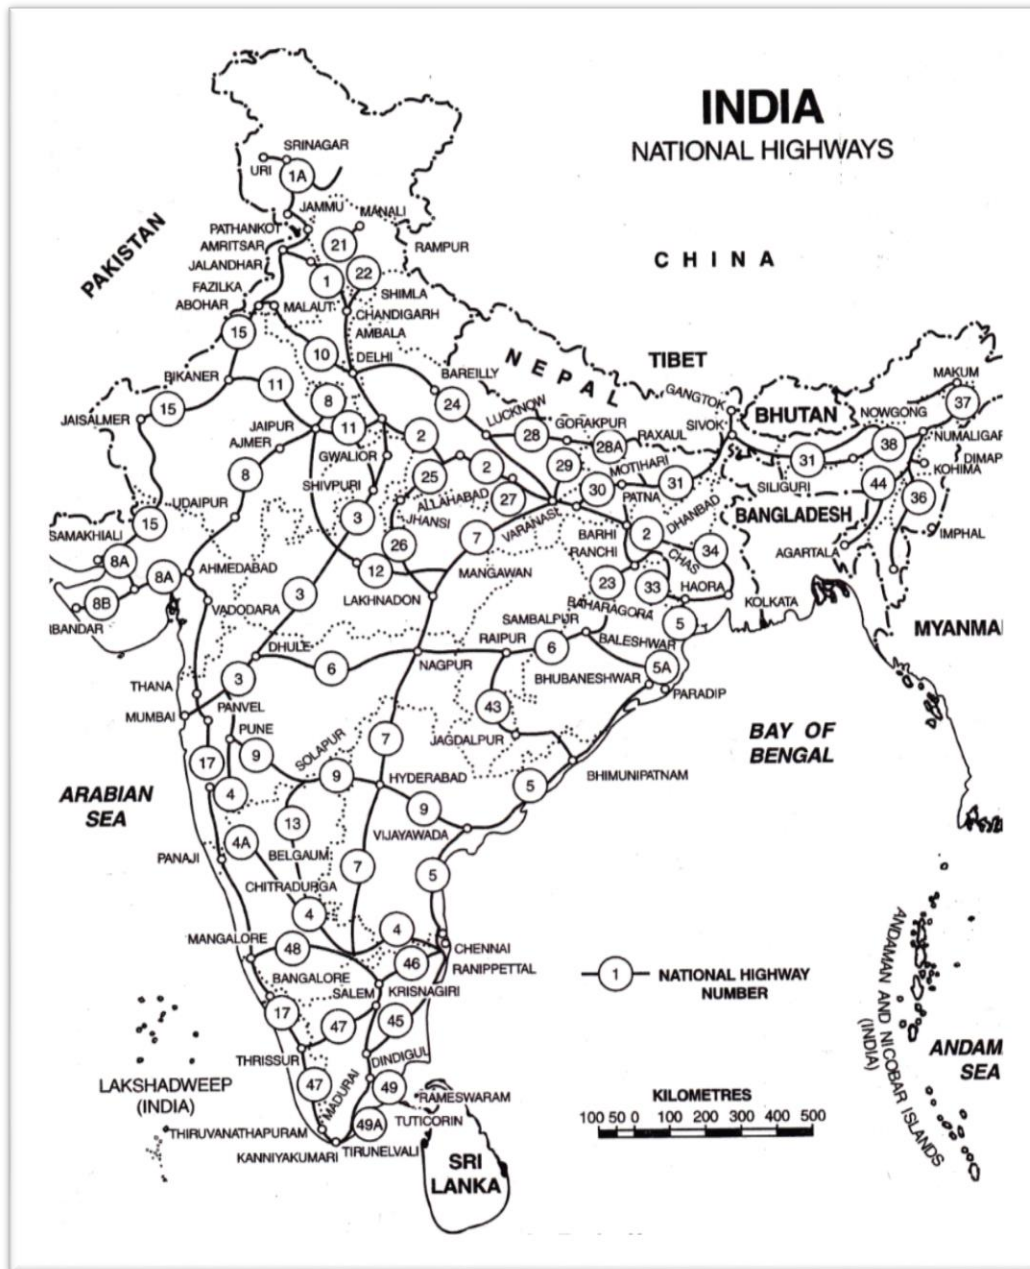 INDIA
NATIONAL HIGHWAYS
SRINAGAR
URI
1A
JAMMU
MANALI
PATHANKOT
AMRITSAR
21
RAMPUR
PAKISTAN
CHINA
JALANDHAR
1
22
FAZILKA
SHIMLA
ABOHAR
MALAUT
CHANDIGARH
15
AMBALA
10
DELHI
NEPAL
TIBET
BIKANER
11
BAREILLY
GANGTOK
MAKUM
15
8
24
BHUTAN
37
JAISALMER
LUCKNOW
GORAKPUR
SIVOK
NOWGONG
JAIPUR
11
2
28
28A
RAXAUL
38
NUMALIGAR
AJMER
GWALIOR
31
DIMAP
8
25
2
29
MOTIHARI
SILIGURI
KOHIMA
SHIVPURI
ALLAHABAD
27
30
PATNA
31
44
36
UDAIPUR
3
JHANSI
VARANASI
DHANBAD
BANGLADESH
15
7
BARHI
2
IMPHAL
SAMAKHIALI
26
RANCHI
34
AGARTALA
8A
8A
12
MANGAWAN
CHAS
AHMEDABAD
23
33
HAORA
8B
3
LAKHNADON
BAHARAGORA
KOLKATA
IBANDAR
VADODARA
SAMBALPUR
5
MYANMA
DHULE
RAIPUR
6
BALESHWAR
6
NAGPUR
5A
THANA
3
BHUBANESHWAR
PARADIP
MUMBAI
PANVEL
43
PUNE
7
JAGDALPUR
BAY OF
BENGAL
17
9
SOLAPUR
9
HYDERABAD
BHIMUNIPATNAM
ARABIAN
SEA
4
5
13
9
4A
VIJAYAWADA
PANAJI
BELGAUM
7
5
CHITRADURGA
4
4
MANGALORE
48
CHENNAI
46
RANIPPETTAL
BANGALORE
1
NATIONAL HIGHWAY
NUMBER
SALEM
KRISNAGIRI
17
47
45
ANDAMAN AND NICOBAR ISLANDS
(INDIA)
THRISSUR
DINDIGUL
ANDAM
SEA
LAKSHADWEEP
(INDIA)
47
MADURAI
49
RAMESWARAM
KILOMETRES
100 50 0 100 200 300 400 500
THIRUVANATHAPURAM
49A
TUTICORIN
KANNIYAKUMARI
TIRUNELVALI
SRI
LANKA